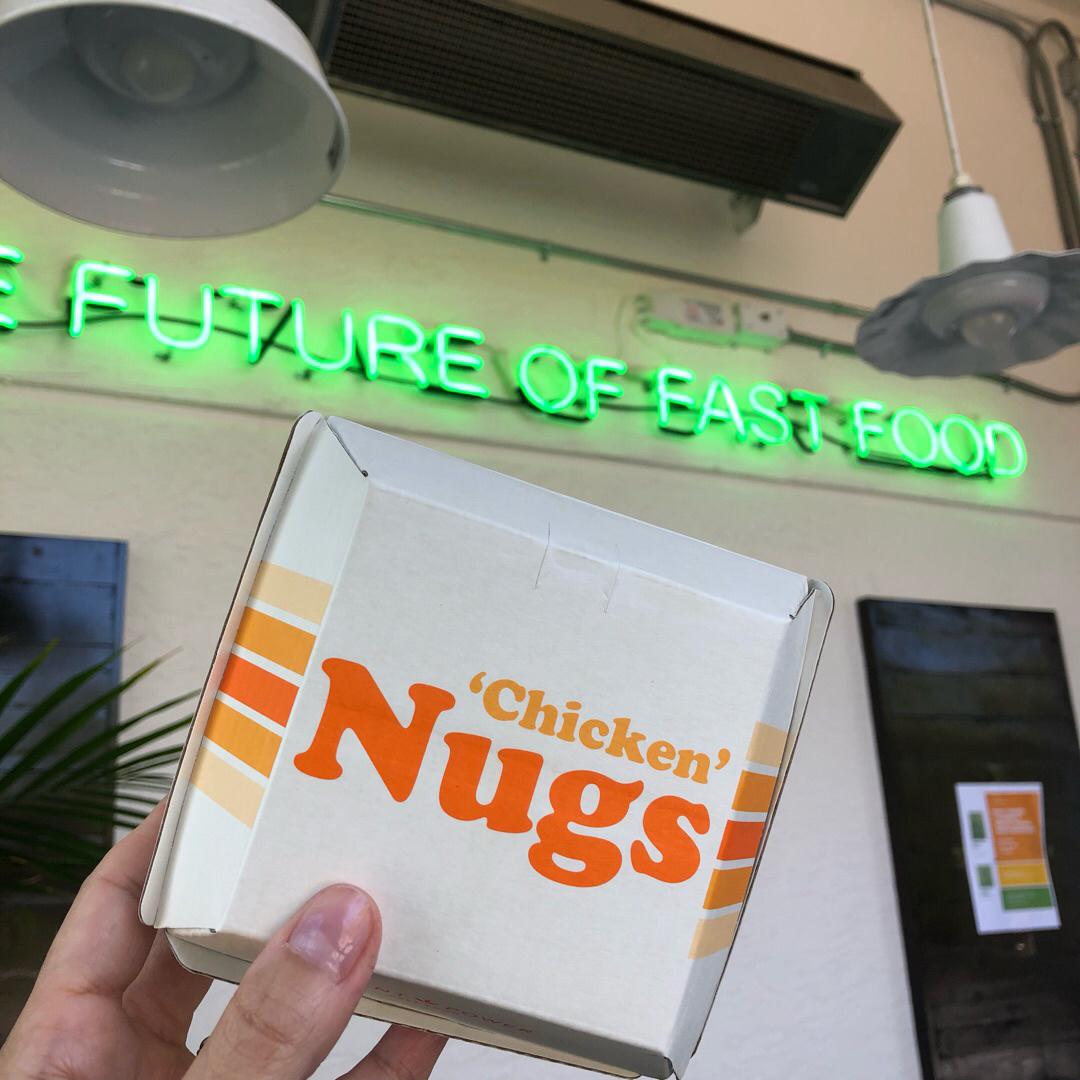 E FUTURE OF FAST FOOD
'Chicken'
Nugs